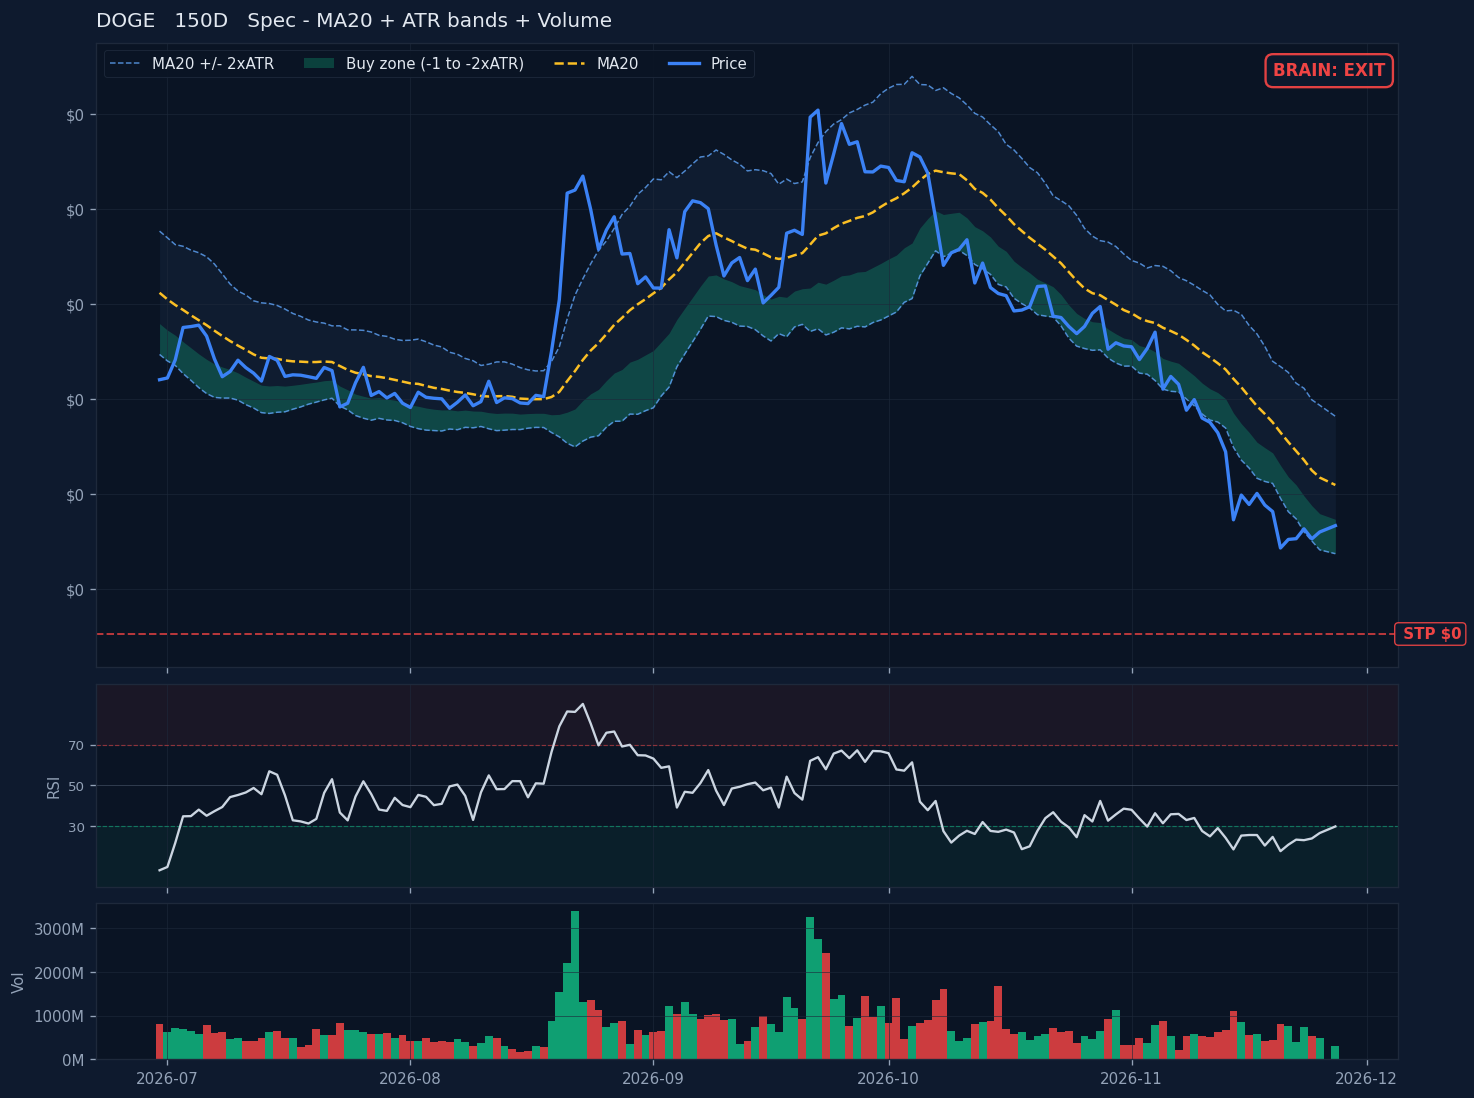 DOGE   150D   Spec - MA20 + ATR bands + Volume
MA20 +/- 2xATR   Buy zone (-1 to -2xATR)   MA20   Price
BRAIN: EXIT
$0
$0
$0
$0
$0
$0
STP $0
70
50
30
RSI
3000M
2000M
1000M
0M
Vol
2026-07   2026-08   2026-09   2026-10   2026-11   2026-12